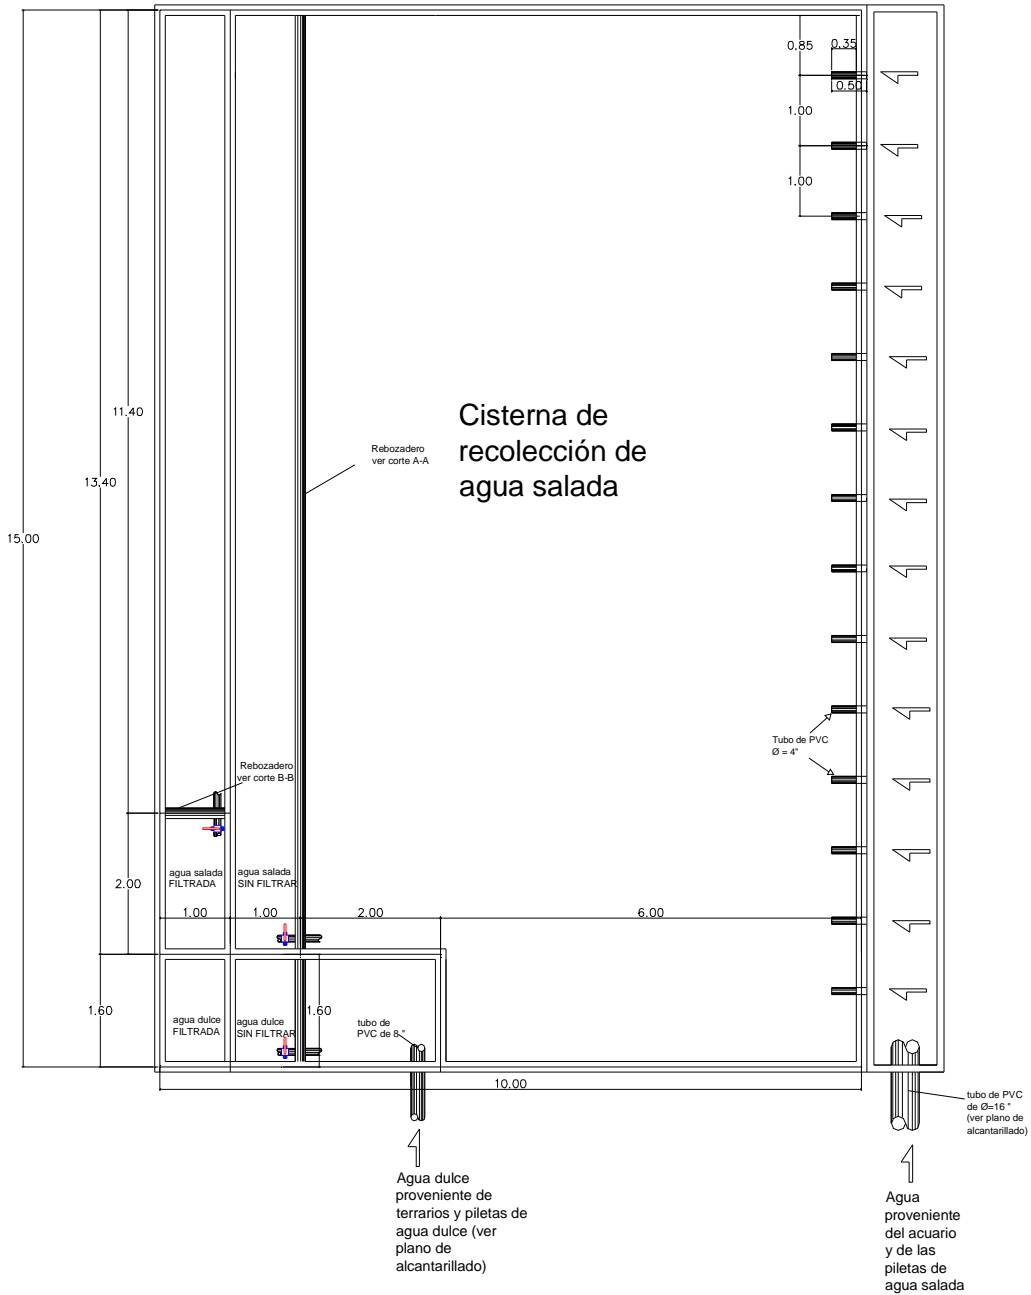 0.85
0.35
0.50
1.00
1.00
11.40
Cisterna de
recolección de
agua salada
Rebozadero
ver corte A-A
13.40
15.00
Tubo de PVC
Ø = 4"
Rebozadero
ver corte B-B
agua salada
FILTRADA
agua salada
SIN FILTRAR
2.00
1.00
1.00
2.00
6.00
1.60
agua dulce
FILTRADA
agua dulce
SIN FILTRAR
1.60
tubo de
PVC de 8 "
10.00
tubo de PVC
de Ø=16 "
(ver plano de
alcantarillado)
Agua dulce
proveniente de
terrarios y piletas de
agua dulce (ver
plano de
alcantarillado)
Agua
proveniente
del acuario
y de las
piletas de
agua salada